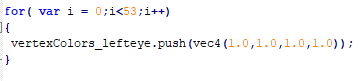 for( var i = 0;i<53;i++)
{
vertexColors_lefteye.push(vec4(1.0,1.0,1.0,1.0));
}